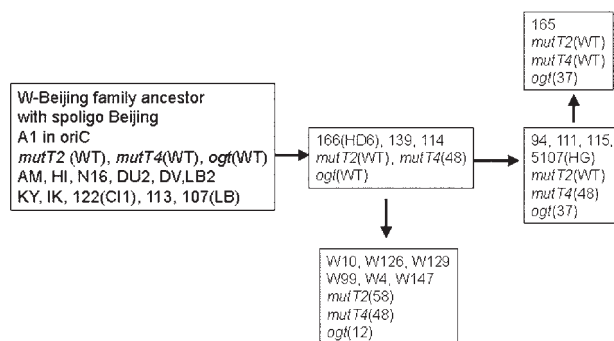 W-Beijing family ancestor
with spoligo Beijing
A1 in oriC
mutT2 (WT), mutT4(WT), ogt(WT)
AM, HI, N16, DU2, DV,LB2
KY, IK, 122(CI1), 113, 107(LB)
166(HD6), 139, 114
mutT2(WT), mutT4(48)
ogt(WT)
165
mutT2(WT)
mutT4(WT)
ogt(37)
94, 111, 115,
5107(HG)
mutT2(WT)
mutT4(48)
ogt(37)
W10, W126, W129
W99, W4, W147
mutT2(58)
mutT4(48)
ogt(12)